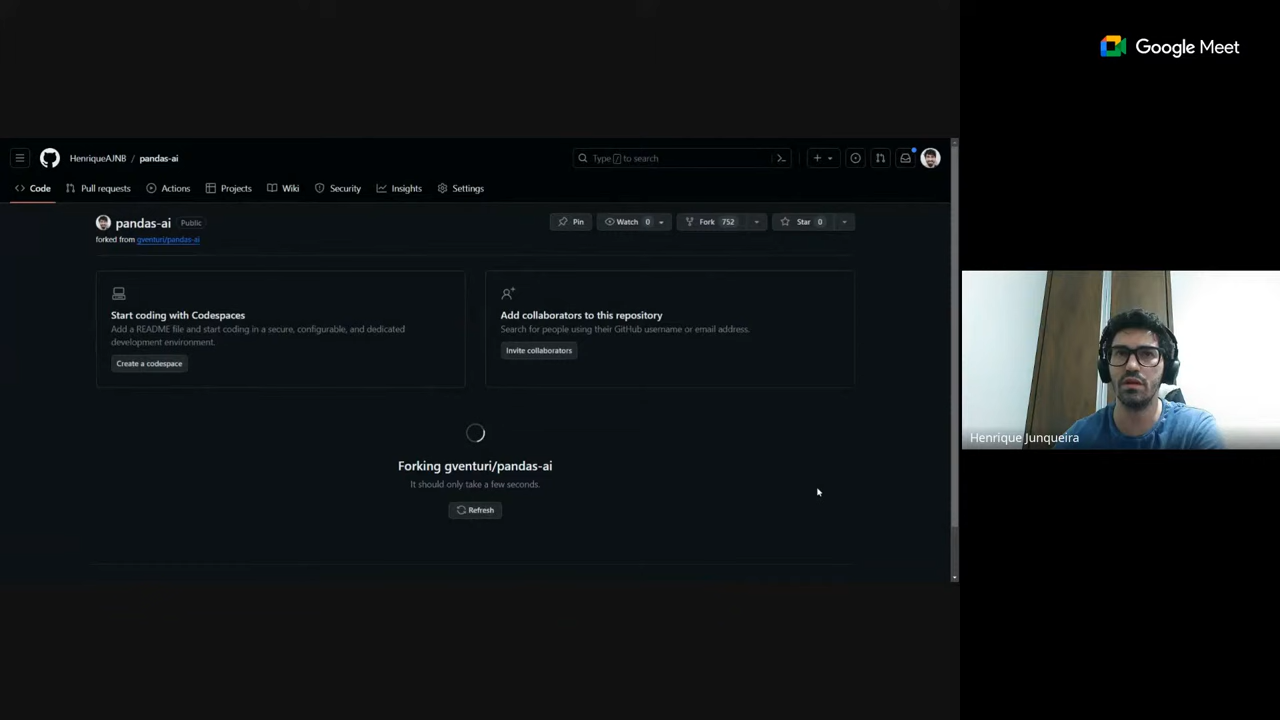 Google Meet
HenriqueAJNB / pandas-ai
Type / to search
Code Pull requests Actions Projects Wiki Security Insights Settings
pandas-ai Public
Pin Watch 0 Fork 752 Star 0
forked from gventuri/pandas-ai
Start coding with Codespaces
Add a README file and start coding in a secure, configurable, and dedicated
development environment.
Create a codespace
Add collaborators to this repository
Search for people using their GitHub username or email address.
Invite collaborators
Forking gventuri/pandas-ai
It should only take a few seconds.
Refresh
Henrique Junqueira